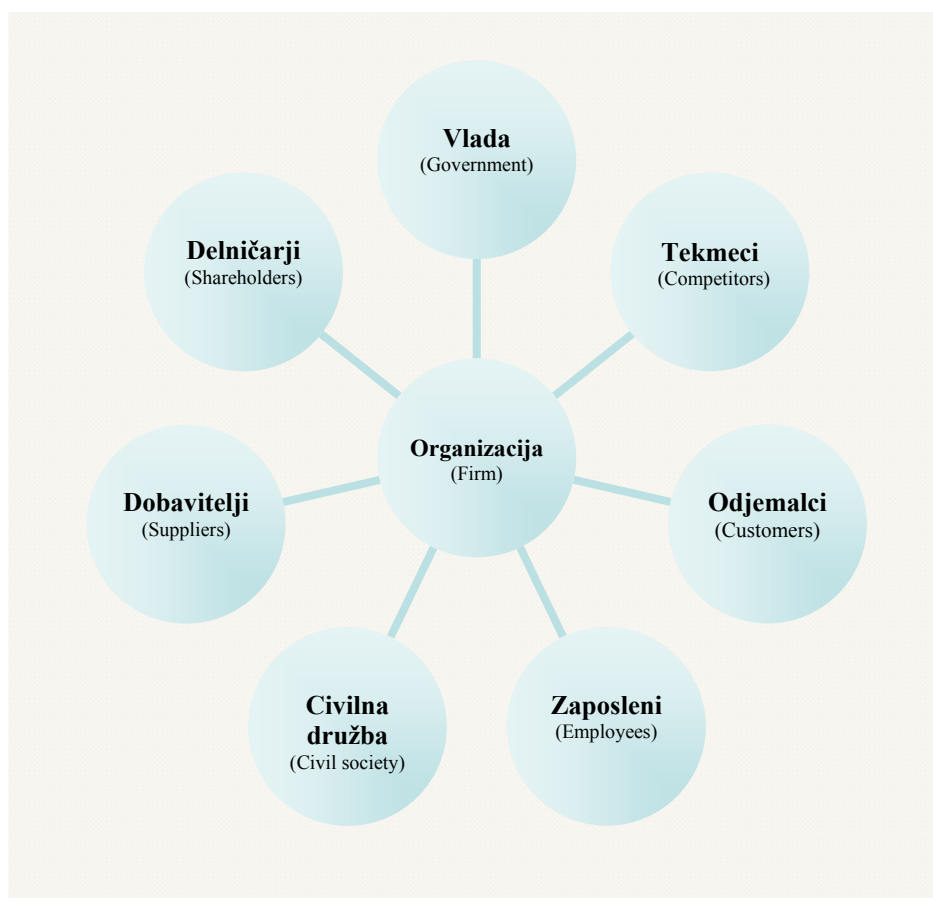 Vlada
(Government)
Delničarji
(Shareholders)
Tekmeci
(Competitors)
Organizacija
(Firm)
Dobavitelji
(Suppliers)
Odjemalci
(Customers)
Civilna
družba
(Civil society)
Zaposleni
(Employees)